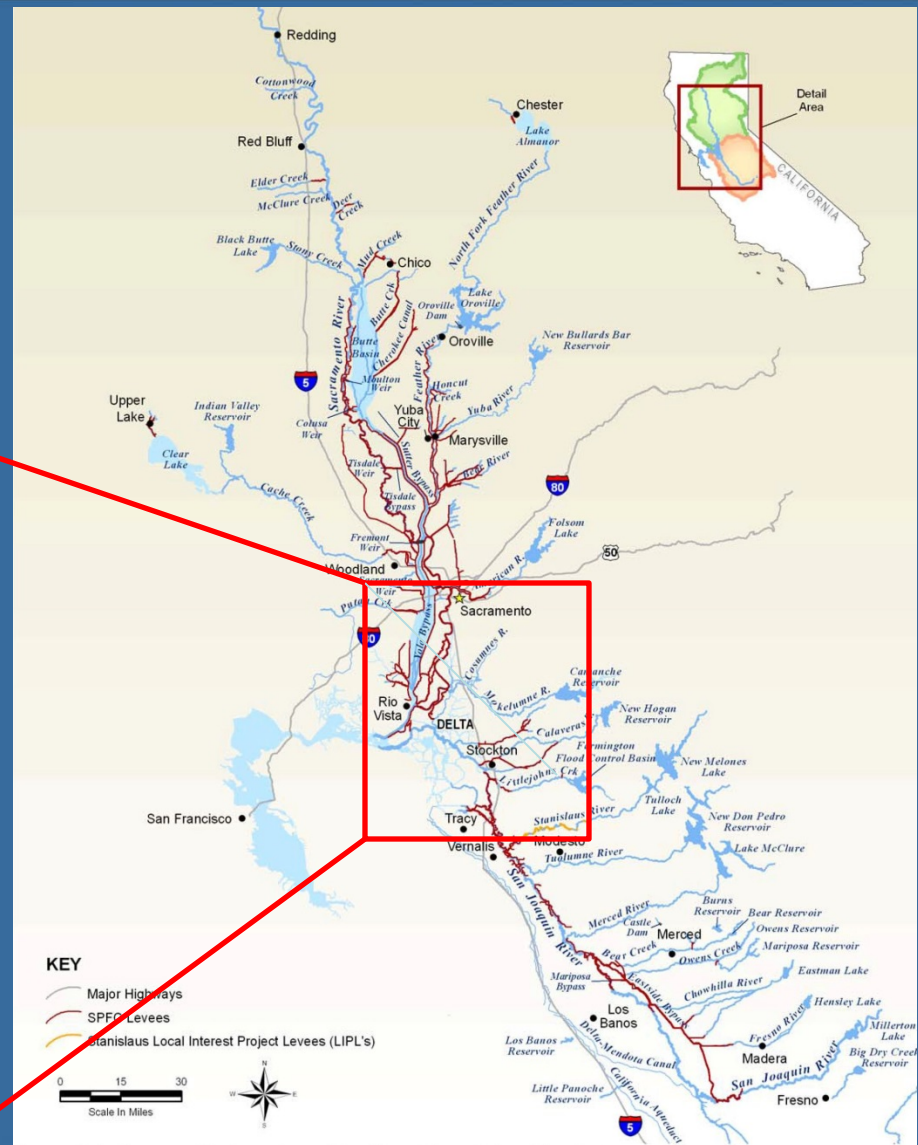 Redding
Cottonwood
Creek
Chester
Lake
Almanor
Detail
Area
CALIFORNIA
Red Bluff
Elder Creek
McClure Creek
Deer
Creek
North Fork Feather River
Black Butte
Lake
Stony Creek
Mud Creek
Chico
Butte Crk
Cherokee Canal
Sacramento River
Butte
Basin
Lake
Oroville
Oroville
Dam
Oroville
Feather River
New Bullards Bar
Reservoir
5
Moulton
Weir
Honcut
Creek
Yuba River
Upper
Lake
Indian Valley
Reservoir
Colusa
Weir
Yuba
City
Marysville
Clear
Lake
Sutter Bypass
Bear River
Tisdale
Weir
Tisdale
Bypass
80
Cache Creek
Fremont
Weir
Folsom
Lake
50
Woodland
American R.
Sacramento
Weir
Sacramento
Putah Crk
80
Yolo Bypass
Cosumnes R.
Camanche
Reservoir
Mokelumne R.
Rio
Vista
DELTA
New Hogan
Reservoir
Calaveras
Stockton
Farmington
Flood Control Basin
Littlejohns Crk
New Melones
Lake
Tulloch
Lake
Stanislaus River
San Francisco
Tracy
New Don Pedro
Reservoir
Vernalis
Modesto
Tuolumne River
Lake McClure
San Joaquin River
Merced River
Burns
Reservoir
Bear Reservoir
Castle
Dam
Merced
Owens Reservoir
Bear Creek
Owens Creek
Mariposa Reservoir
Mariposa
Bypass
Eastside Bypass
Chowhilla River
Eastman Lake
Hensley Lake
Los
Banos
Fresno River
Millerton
Lake
Los Banos
Reservoir
Delta-Mendota Canal
Madera
Big Dry Creek
Reservoir
San Joaquin River
Little Panoche
Reservoir
California Aqueduct
Fresno
5
KEY
Major Highways
SPFC Levees
Stanislaus Local Interest Project Levees (LIPL's)
0 15 30
Scale In Miles
N
W E
S